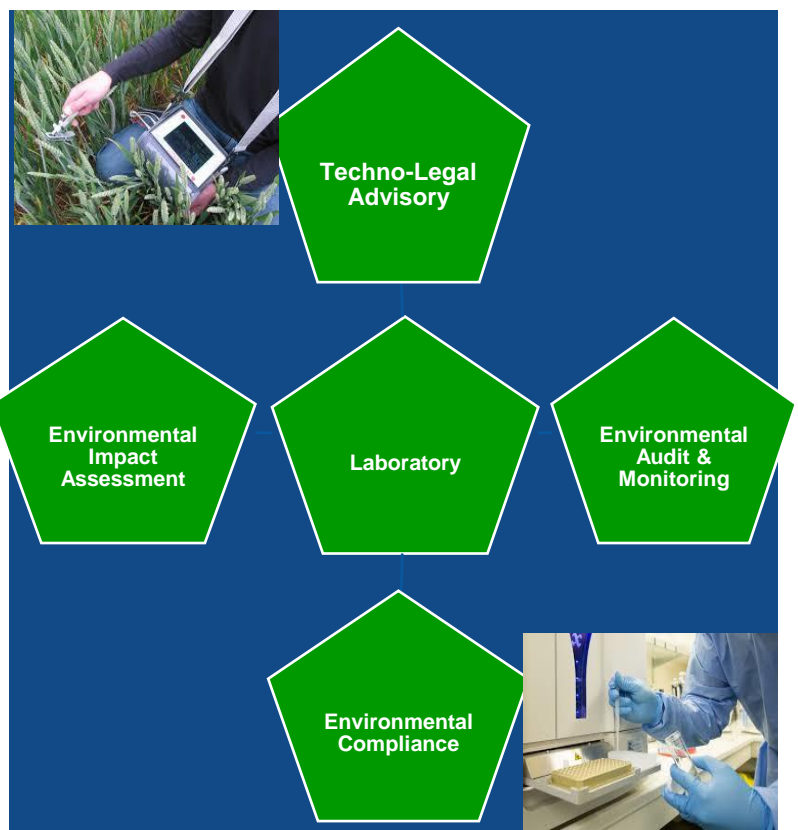 Techno-Legal
Advisory
Environmental
Impact
Assessment
Laboratory
Environmental
Audit &
Monitoring
Environmental
Compliance